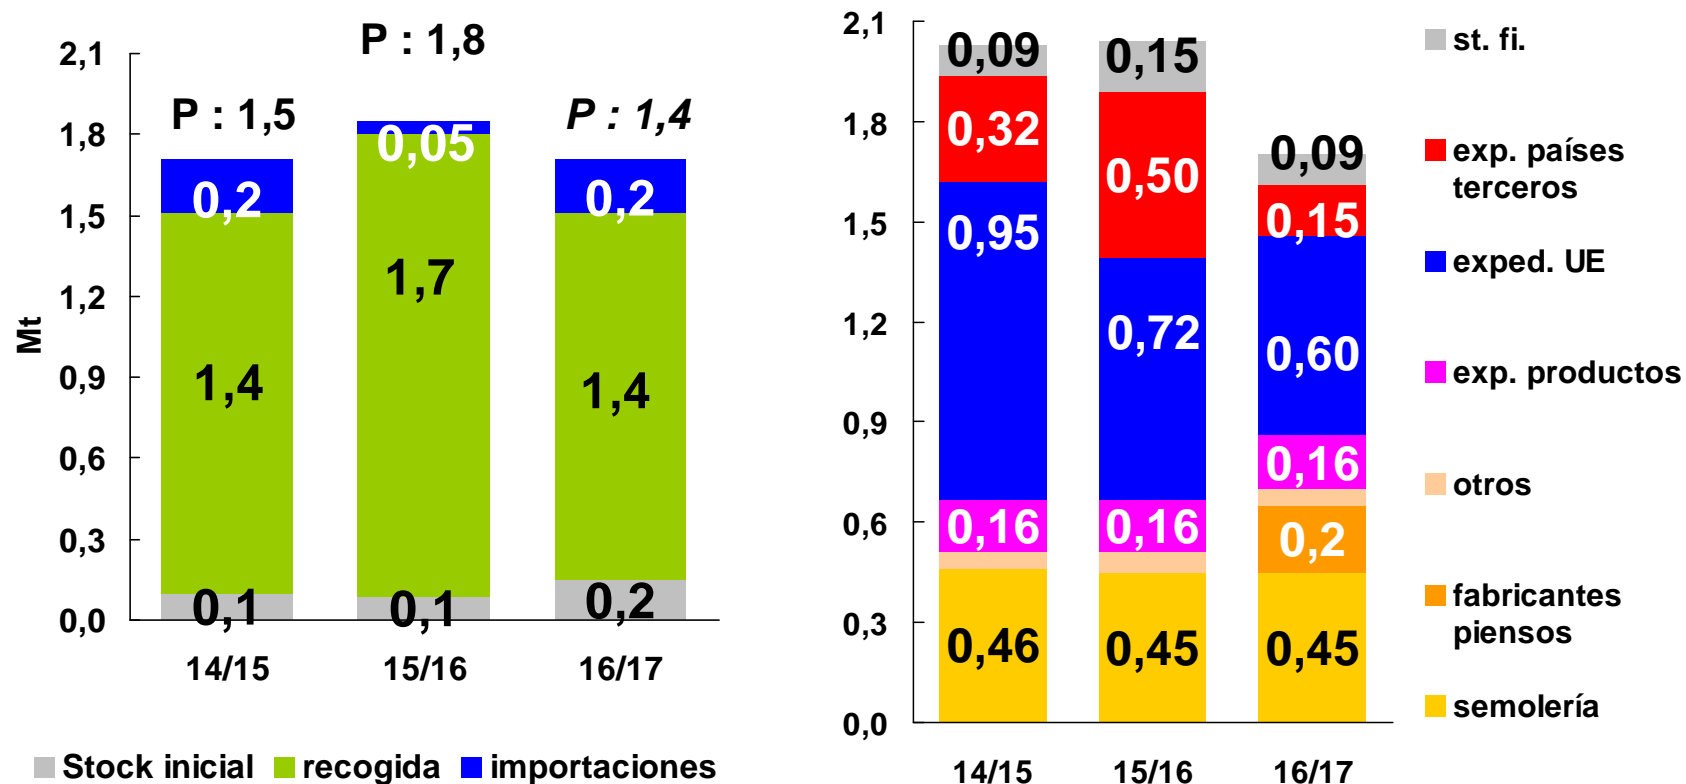 2,1
P : 1,8
P : 1,5
P : 1,4
1,8
0,05
0,2
0,2
1,5
1,7
1,2
Mt
0,9
1,4
1,4
0,6
0,3
0,1
0,1
0,2
0,0
14/15
15/16
16/17
Stock inicial
recogida
importaciones
2,1
0,09
0,15
st. fi.
1,8
0,32
0,50
0,09
exp. países
terceros
1,5
0,95
0,15
exped. UE
1,2
0,72
0,60
exp. productos
0,9
0,16
otros
0,6
0,16
0,16
0,2
fabricantes
piensos
0,3
0,46
0,45
0,45
semolería
0,0
14/15
15/16
16/17